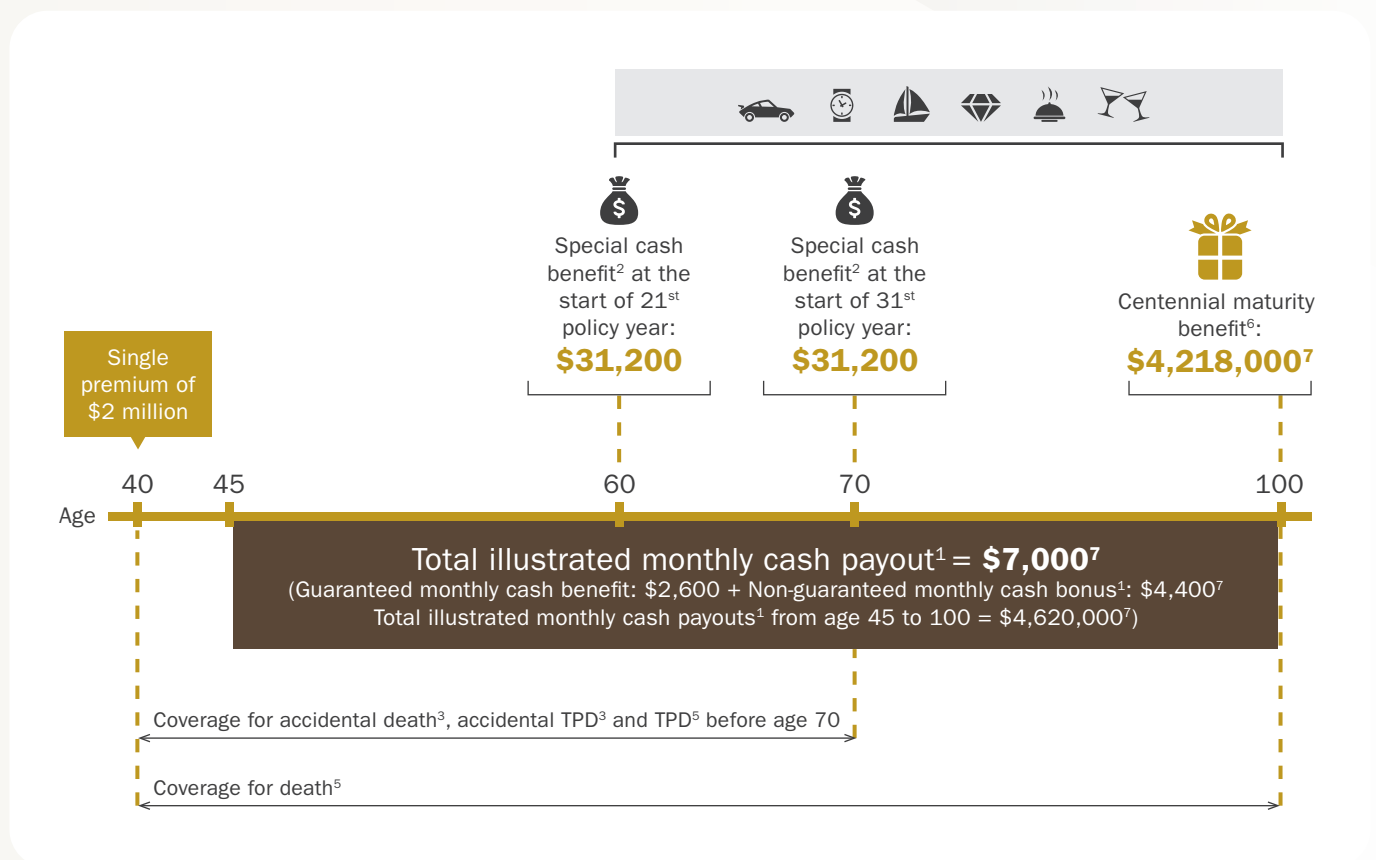 Special cash
benefit² at the
start of 21ˢᵗ
policy year:
$31,200
Special cash
benefit² at the
start of 31ˢᵗ
policy year:
$31,200
Centennial maturity
benefit⁶:
$4,218,000⁷
Single
premium of
$2 million
40 45 60 70 100
Age
Total illustrated monthly cash payout¹ = $7,000⁷
(Guaranteed monthly cash benefit: $2,600 + Non-guaranteed monthly cash bonus¹: $4,400⁷
Total illustrated monthly cash payouts¹ from age 45 to 100 = $4,620,000⁷)
Coverage for accidental death³, accidental TPD³ and TPD⁵ before age 70
Coverage for death⁵